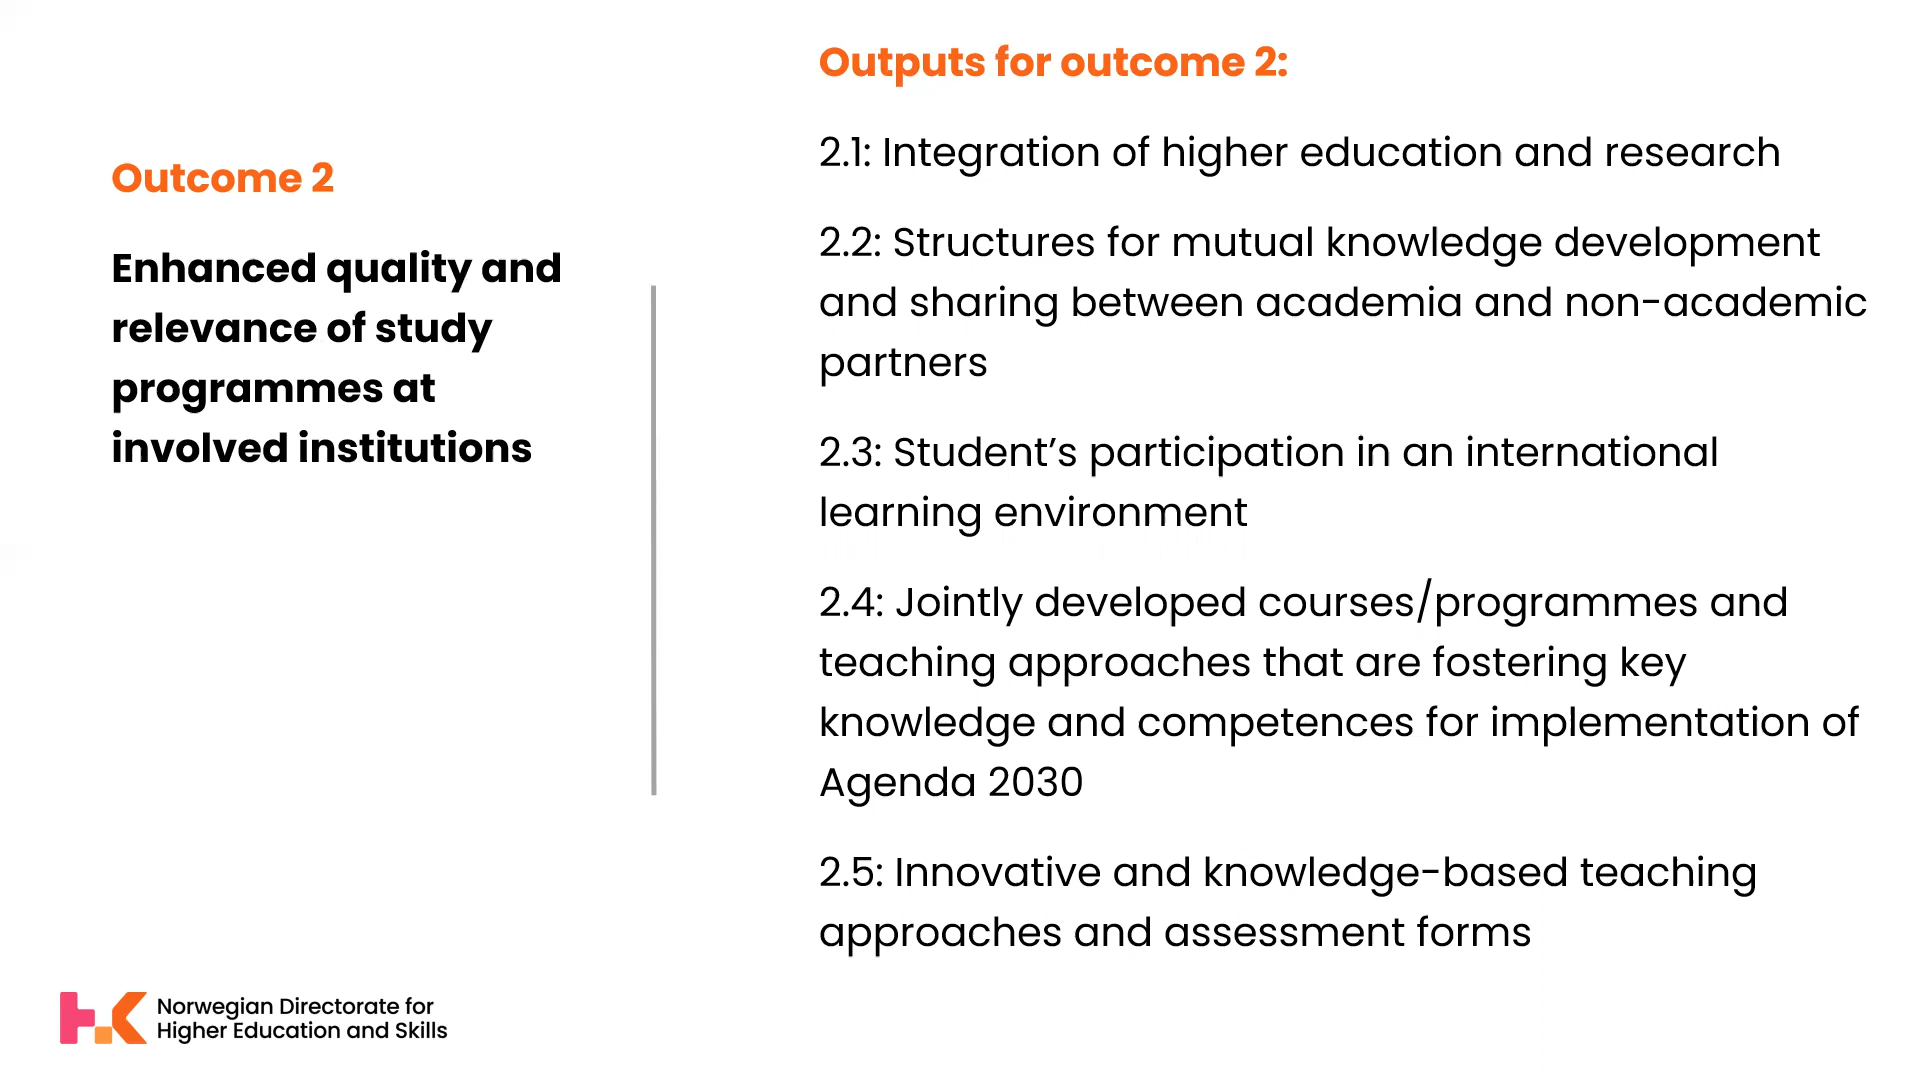 Outcome 2
Enhanced quality and
relevance of study
programmes at
involved institutions
Outputs for outcome 2:
2.1: Integration of higher education and research
2.2: Structures for mutual knowledge development
and sharing between academia and non-academic
partners
2.3: Student’s participation in an international
learning environment
2.4: Jointly developed courses/programmes and
teaching approaches that are fostering key
knowledge and competences for implementation of
Agenda 2030
2.5: Innovative and knowledge-based teaching
approaches and assessment forms
Norwegian Directorate for
Higher Education and Skills